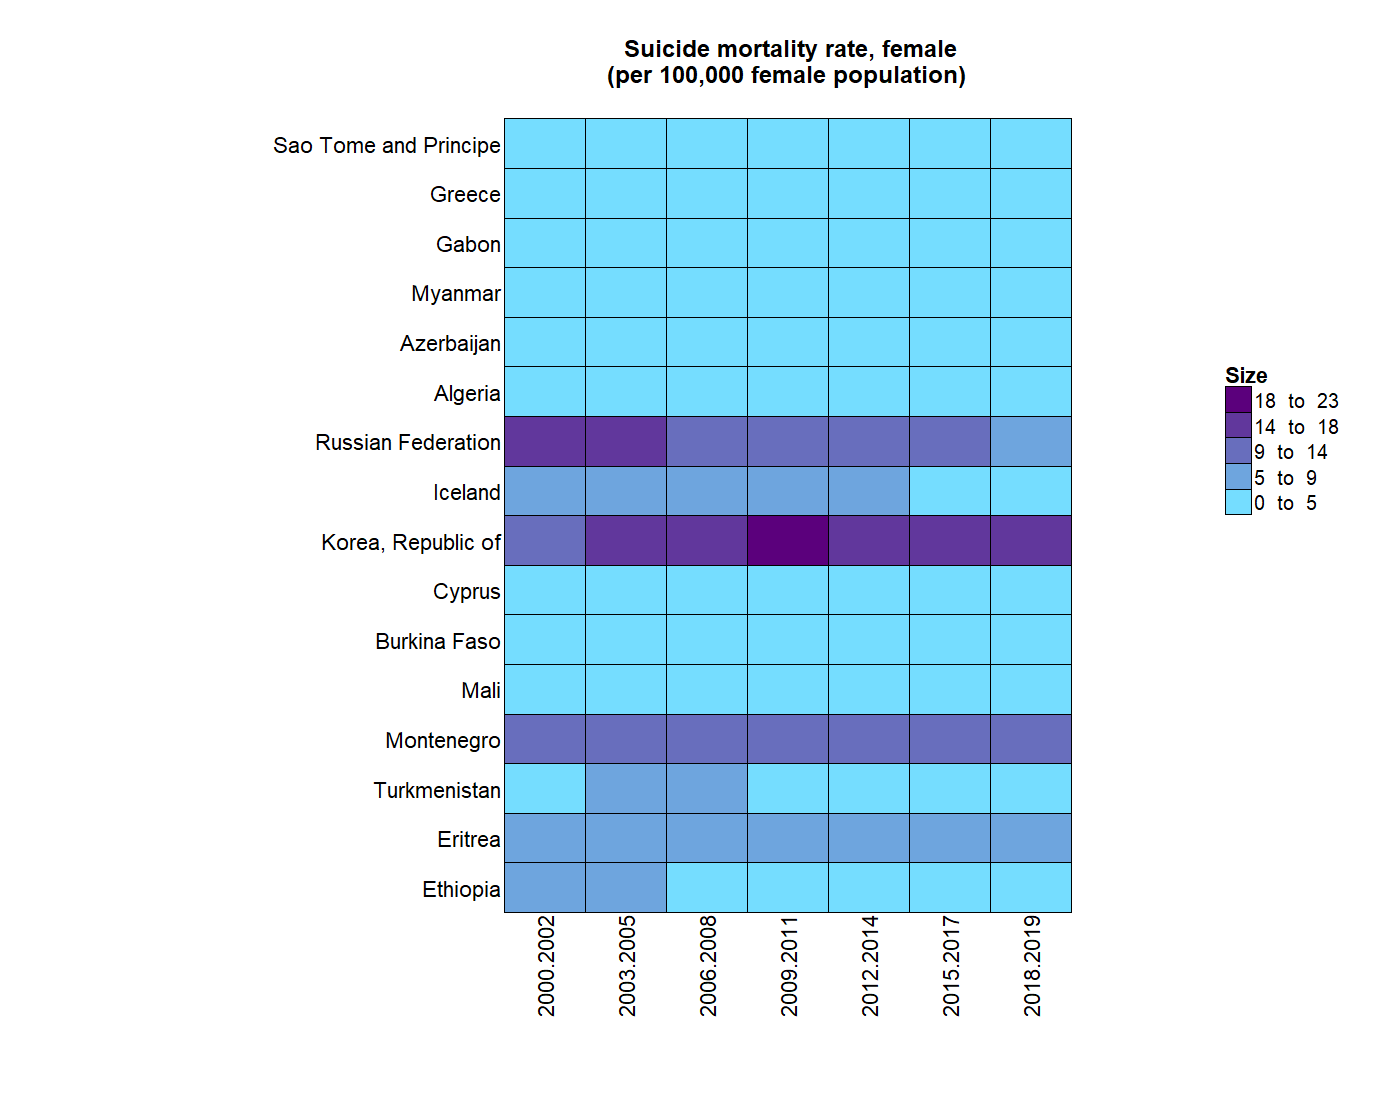 Suicide mortality rate, female
(per 100,000 female population)
Sao Tome and Principe
Greece
Gabon
Myanmar
Azerbaijan
Algeria
Russian Federation
Iceland
Korea, Republic of
Cyprus
Burkina Faso
Mali
Montenegro
Turkmenistan
Eritrea
Ethiopia
2000.2002
2003.2005
2006.2008
2009.2011
2012.2014
2015.2017
2018.2019
Size
18 to 23
14 to 18
9 to 14
5 to 9
0 to 5